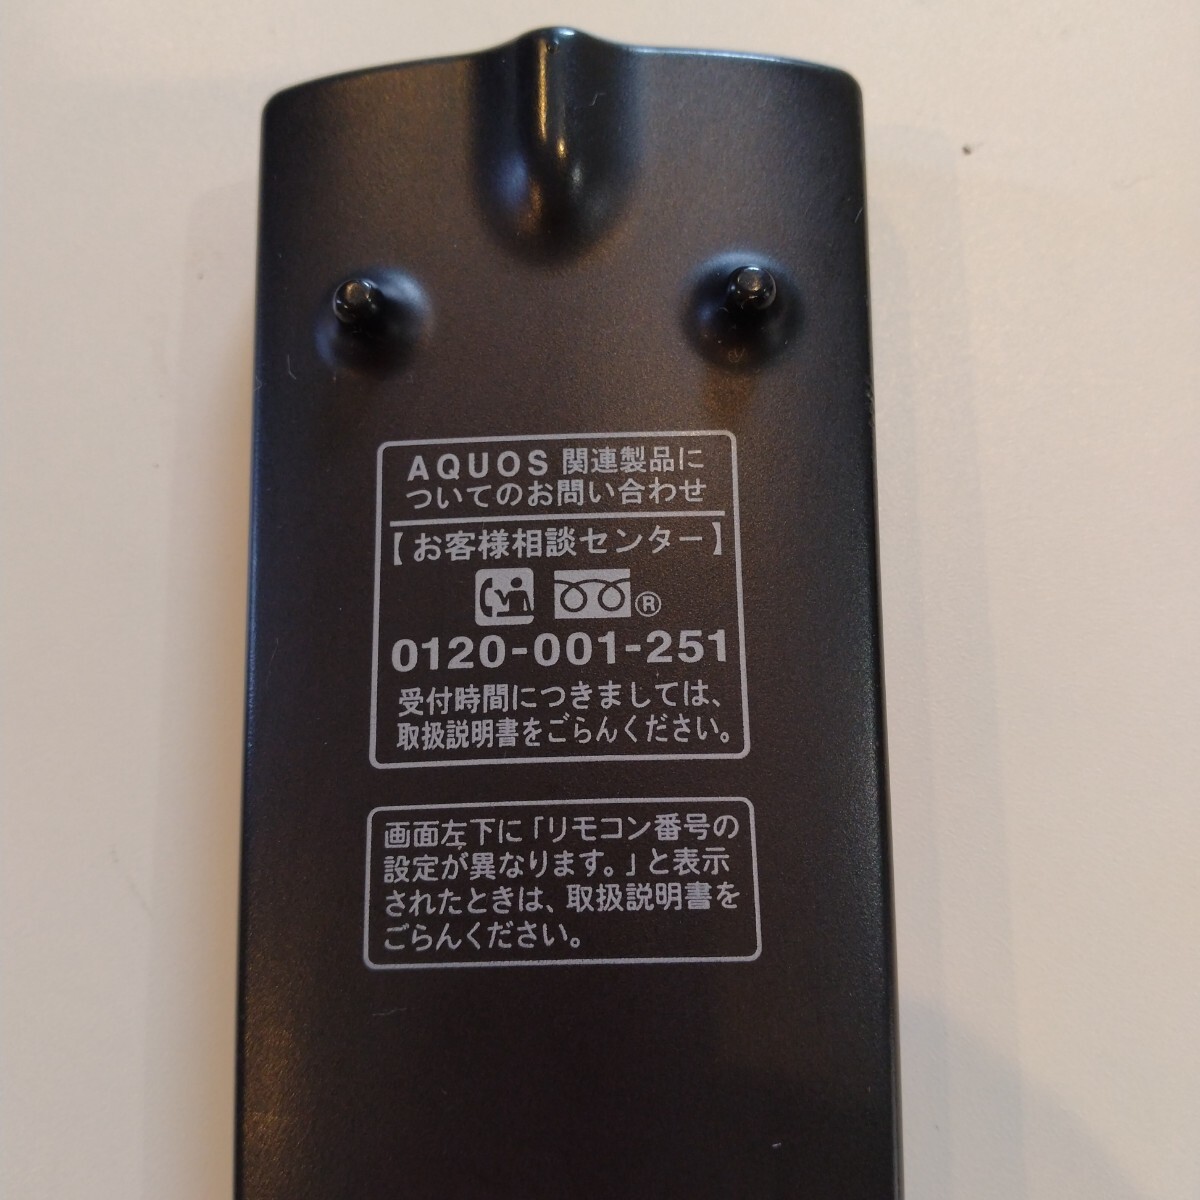 AQUOS 関連製品に
ついてのお問い合わせ
【お客様相談センター】
®
0120-001-251
受付時間につきましては、
取扱説明書をごらんください。
画面左下に「リモコン番号の
設定が異なります。」と表示
されたときは、取扱説明書を
ごらんください。